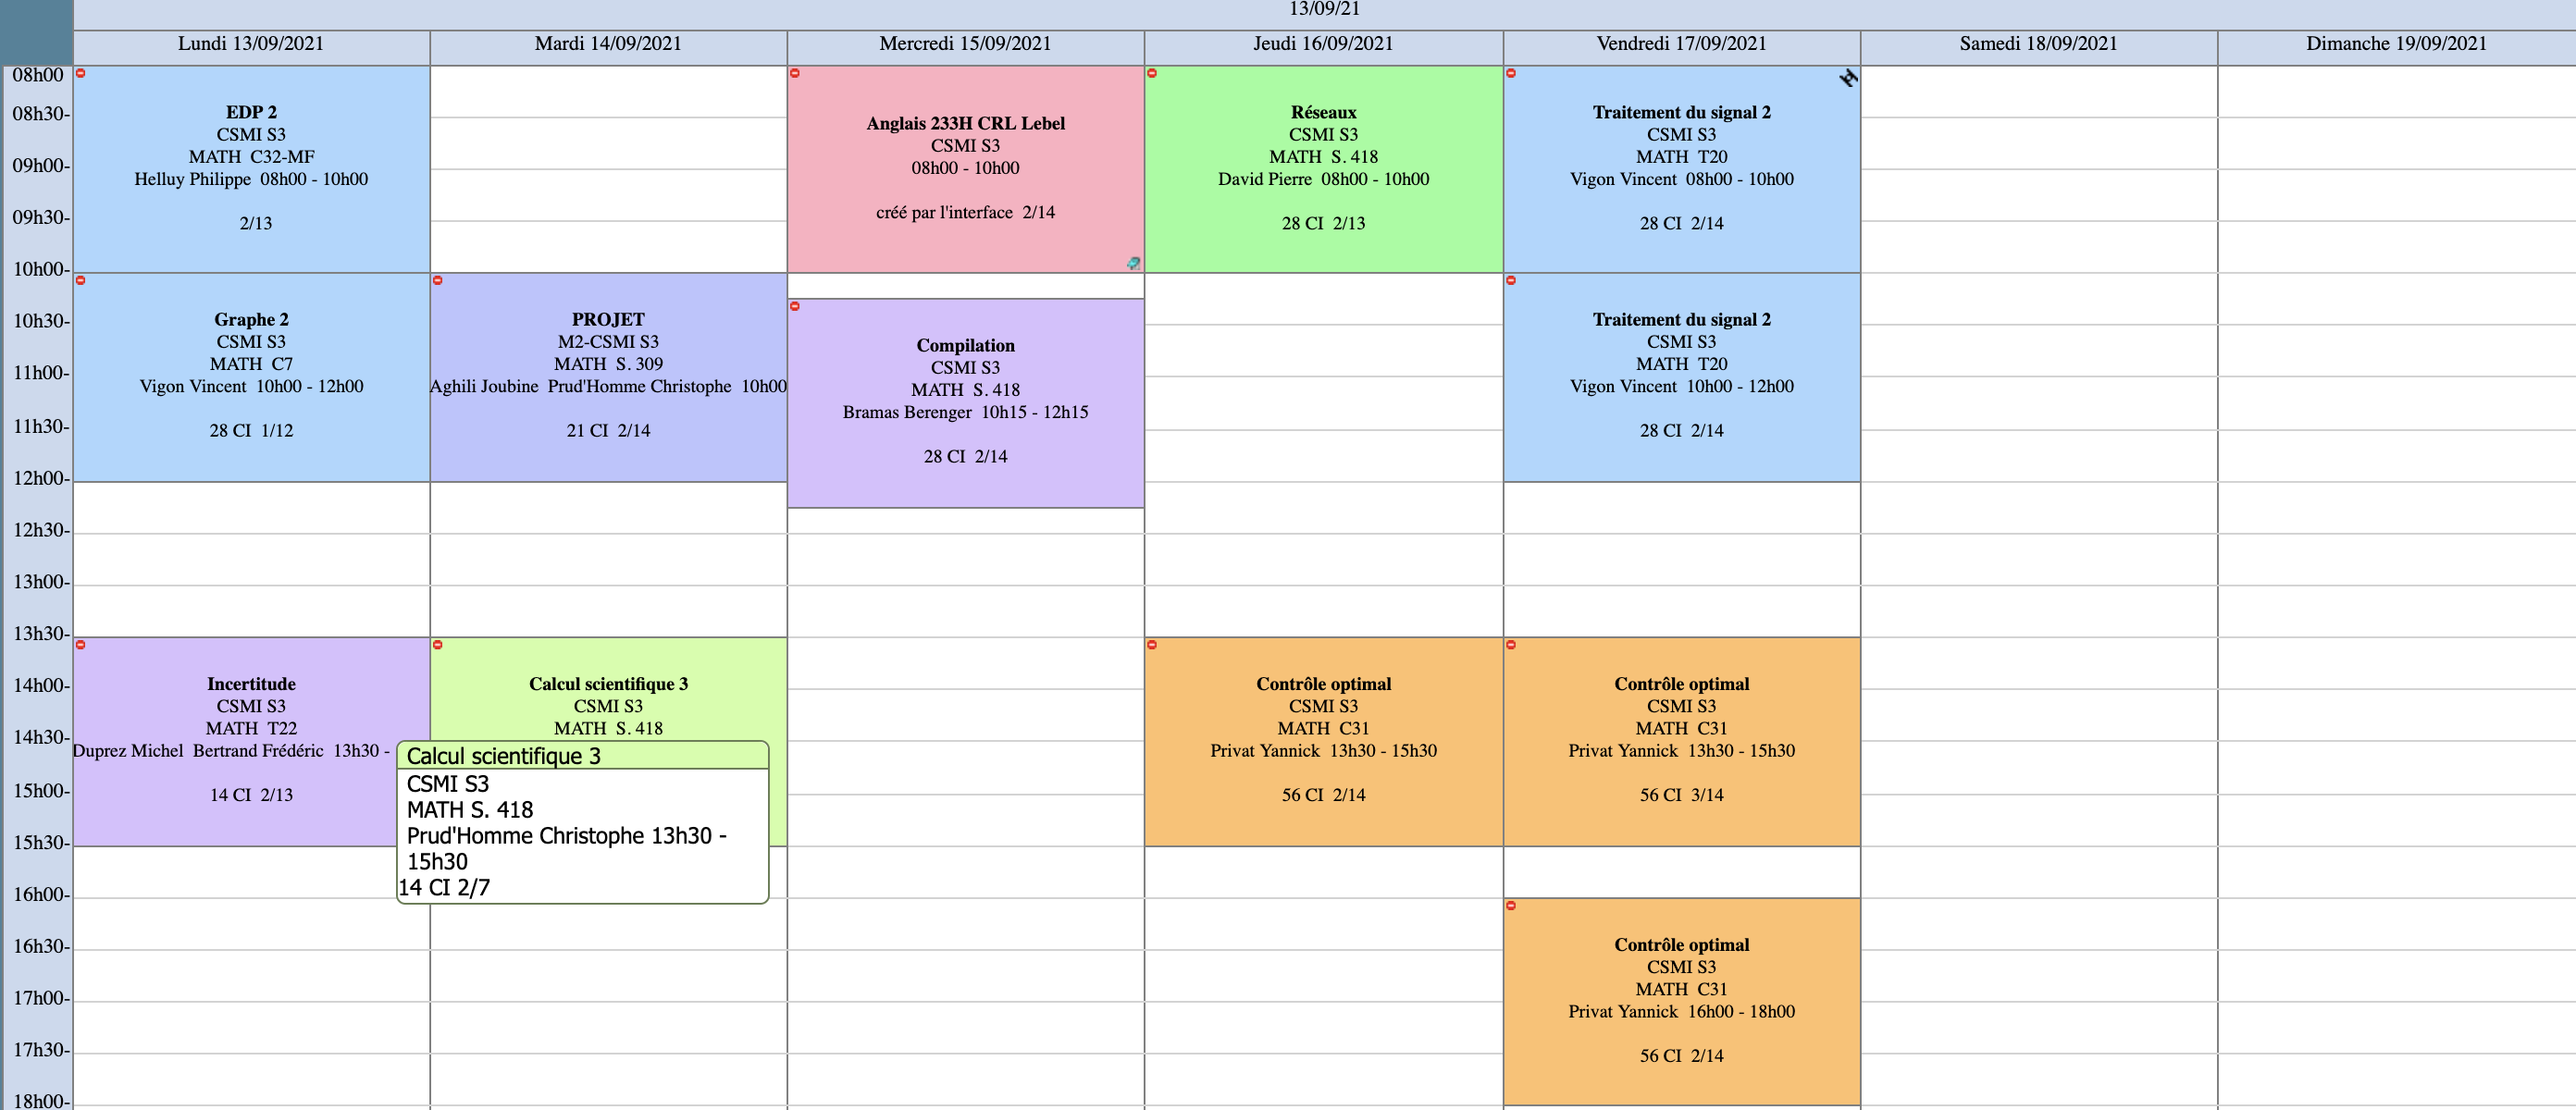 13/09/21
Lundi 13/09/2021
Mardi 14/09/2021
Mercredi 15/09/2021
Jeudi 16/09/2021
Vendredi 17/09/2021
Samedi 18/09/2021
Dimanche 19/09/2021
08h00
08h30-
09h00-
09h30-
10h00-
10h30-
11h00-
11h30-
12h00-
12h30-
13h00-
13h30-
14h00-
14h30-
15h00-
15h30-
16h00-
16h30-
17h00-
17h30-
18h00-
EDP 2
CSMI S3
MATH C32-MF
Helluy Philippe 08h00 - 10h00
2/13
Graphe 2
CSMI S3
MATH C7
Vigon Vincent 10h00 - 12h00
28 CI 1/12
Incertitude
CSMI S3
MATH T22
Duprez Michel Bertrand Frédéric 13h30 -
14 CI 2/13
PROJET
M2-CSMI S3
MATH S. 309
Aghili Joubine Prud'Homme Christophe 10h00
21 CI 2/14
Calcul scientifique 3
CSMI S3
MATH S. 418
Calcul scientifique 3
CSMI S3
MATH S. 418
Prud'Homme Christophe 13h30 -
15h30
14 CI 2/7
Anglais 233H CRL Lebel
CSMI S3
08h00 - 10h00
créé par l'interface 2/14
Compilation
CSMI S3
MATH S. 418
Bramas Berenger 10h15 - 12h15
28 CI 2/14
Réseaux
CSMI S3
MATH S. 418
David Pierre 08h00 - 10h00
28 CI 2/13
Contrôle optimal
CSMI S3
MATH C31
Privat Yannick 13h30 - 15h30
56 CI 2/14
Traitement du signal 2
CSMI S3
MATH T20
Vigon Vincent 08h00 - 10h00
28 CI 2/14
Traitement du signal 2
CSMI S3
MATH T20
Vigon Vincent 10h00 - 12h00
28 CI 2/14
Contrôle optimal
CSMI S3
MATH C31
Privat Yannick 13h30 - 15h30
56 CI 3/14
Contrôle optimal
CSMI S3
MATH C31
Privat Yannick 16h00 - 18h00
56 CI 2/14